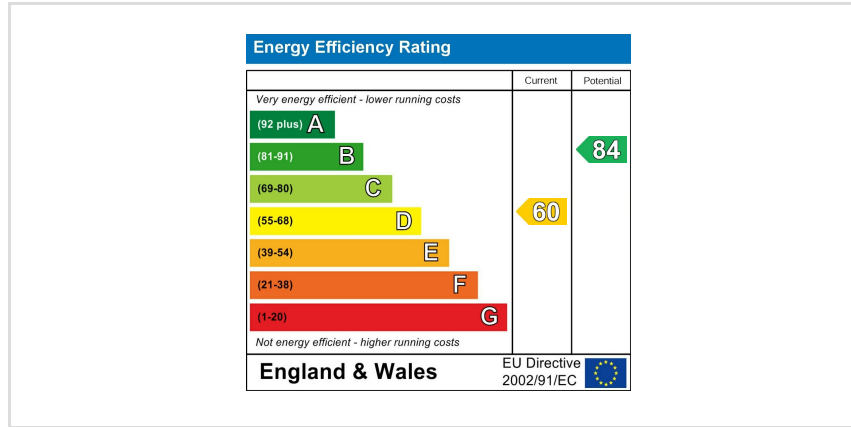 Energy Efficiency Rating
Current Potential
Very energy efficient - lower running costs
(92 plus) A
(81-91) B
84
(69-80) C
(55-68) D
60
(39-54) E
(21-38) F
(1-20) G
Not energy efficient - higher running costs
England & Wales
EU Directive
2002/91/EC